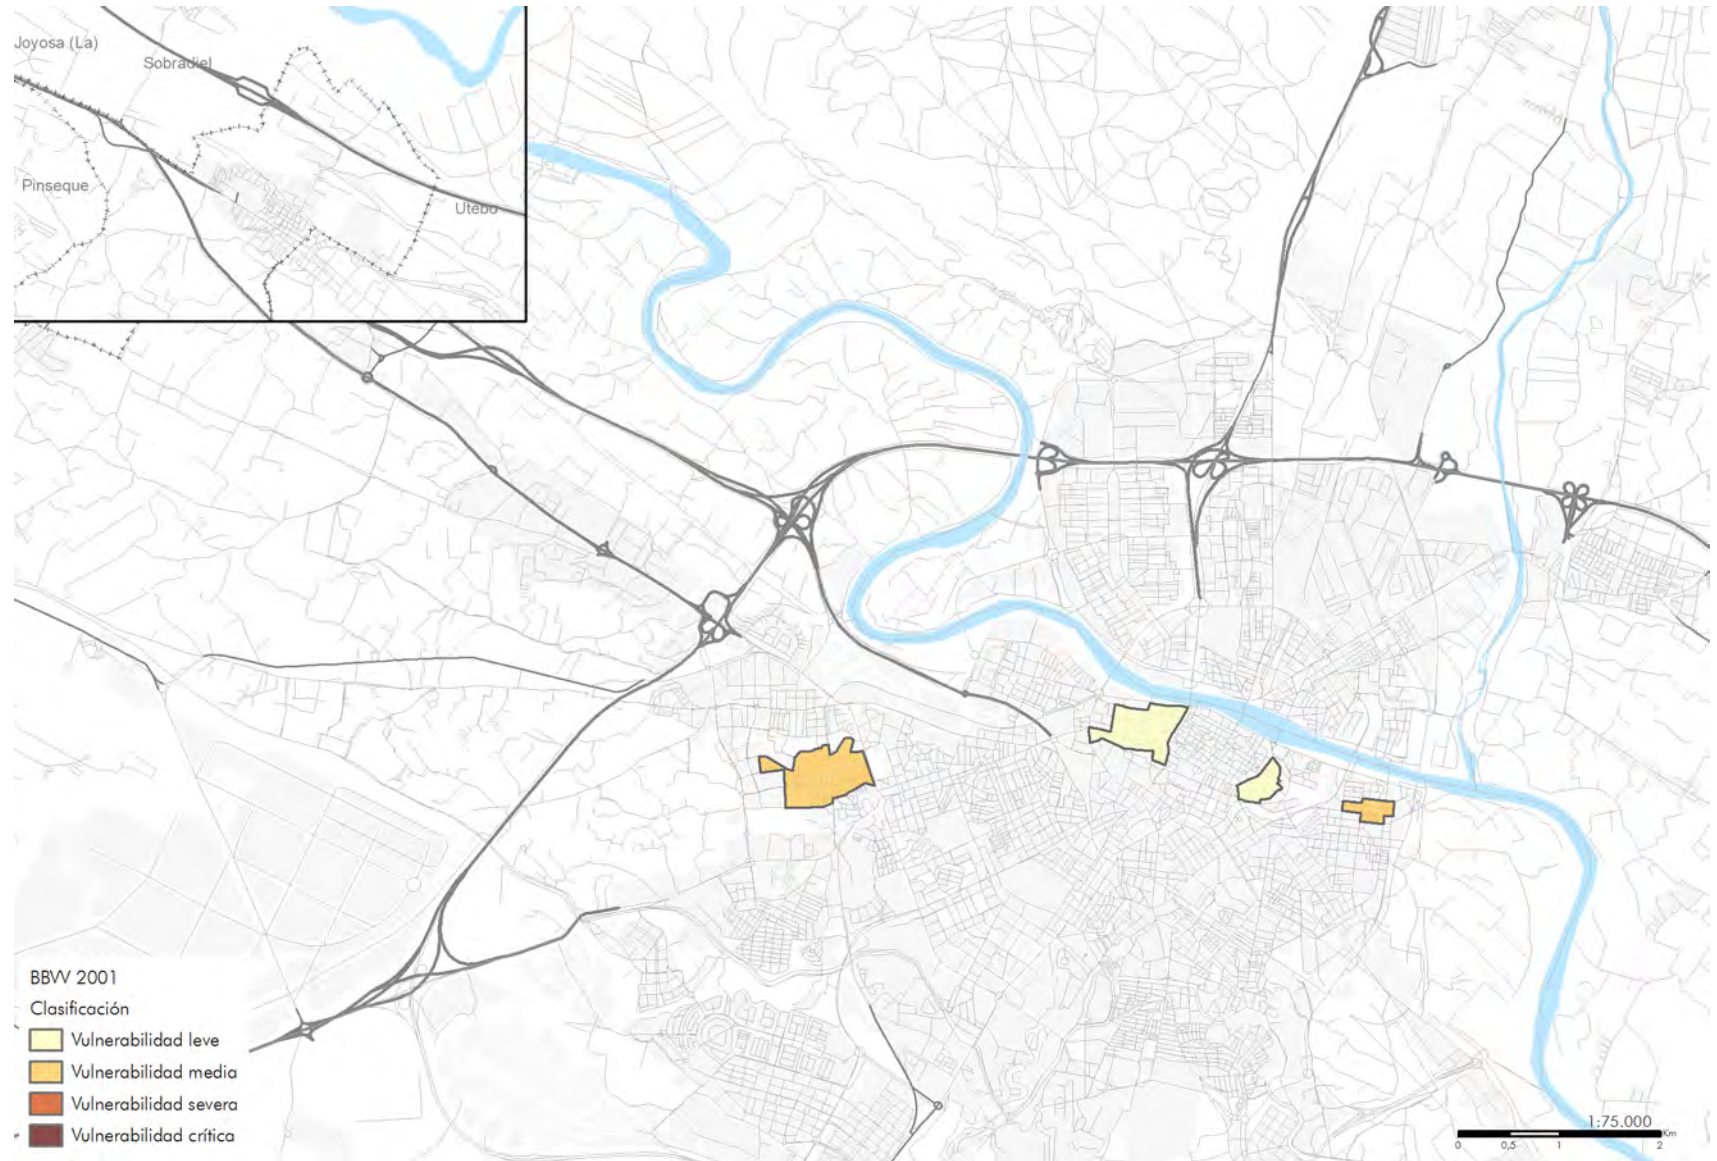 Joyosa (La)
Sobradiel
Pinseque
Utebo
BBVV 2001
Clasificación
Vulnerabilidad leve
Vulnerabilidad media
Vulnerabilidad severa
Vulnerabilidad crítica
1:75.000
Km
0 0,5 1 2